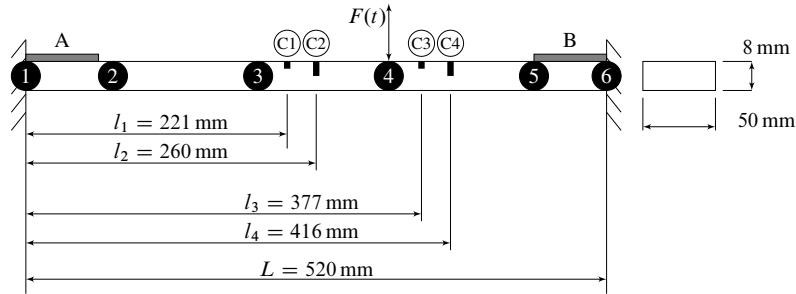 F(t)
A C1 C2 C3 C4 B
8 mm
1 2 3 4 5 6
50 mm
l₁ = 221 mm
l₂ = 260 mm
l₃ = 377 mm
l₄ = 416 mm
L = 520 mm